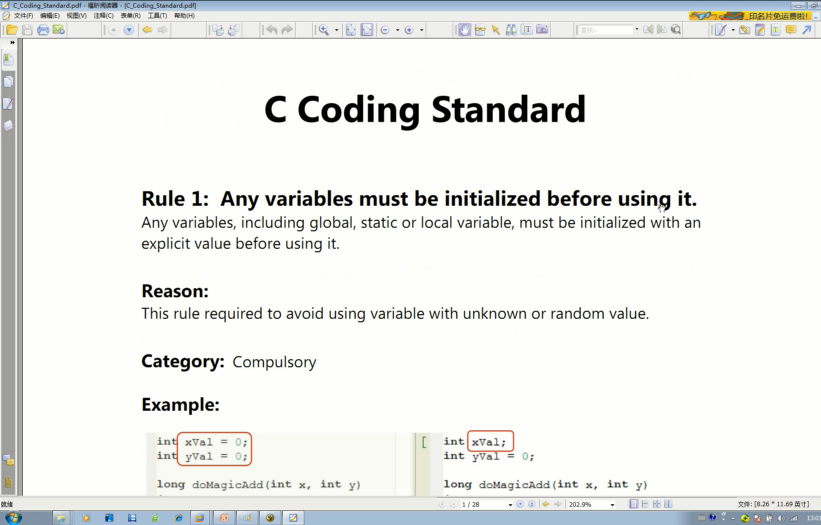 C_Coding_Standard.pdf - 福昕阅读器 - [C_Coding_Standard.pdf]
文件(F) 编辑(E) 视图(V) 注释(C) 表单(R) 工具(T) 帮助(H)
印名片免运费啦!
C Coding Standard
Rule 1: Any variables must be initialized before using it.
Any variables, including global, static or local variable, must be initialized with an
explicit value before using it.
Reason:
This rule required to avoid using variable with unknown or random value.
Category: Compulsory
Example:
int xVal = 0;
int yVal = 0;
long doMagicAdd(int x, int y)
[ int xVal;
int yVal = 0;
long doMagicAdd(int x, int y)
就绪
1 / 28
202.9%
文件: [8.26 * 11.69 英寸]